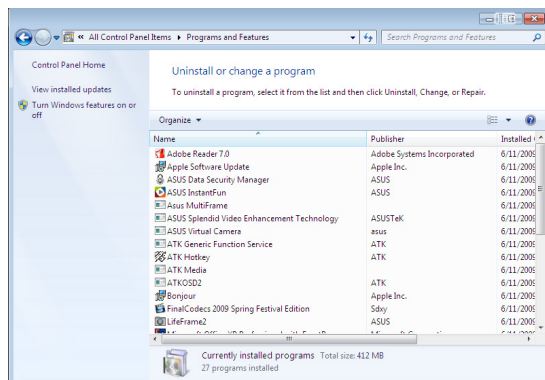 « All Control Panel Items ▸ Programs and Features
Search Programs and Features
Control Panel Home
View installed updates
Turn Windows features on or
off
Uninstall or change a program
To uninstall a program, select it from the list and then click Uninstall, Change, or Repair.
Organize
Name Publisher Installed
Adobe Reader 7.0 Adobe Systems Incorporated 6/11/2009
Apple Software Update Apple Inc. 6/11/2009
ASUS Data Security Manager ASUS 6/11/2009
ASUS InstantFun ASUS 6/11/2009
Asus MultiFrame 6/11/2009
ASUS Splendid Video Enhancement Technology ASUSTeK 6/11/2009
ASUS Virtual Camera asus 6/11/2009
ATK Generic Function Service ATK 6/11/2009
ATK Hotkey ATK 6/11/2009
ATK Media 6/11/2009
ATKOSD2 ATK 6/11/2009
Bonjour Apple Inc. 6/11/2009
FinalCodecs 2009 Spring Festival Edition Sdxy 6/11/2009
LifeFrame2 ASUS 6/11/2009
Currently installed programs Total size: 412 MB
27 programs installed